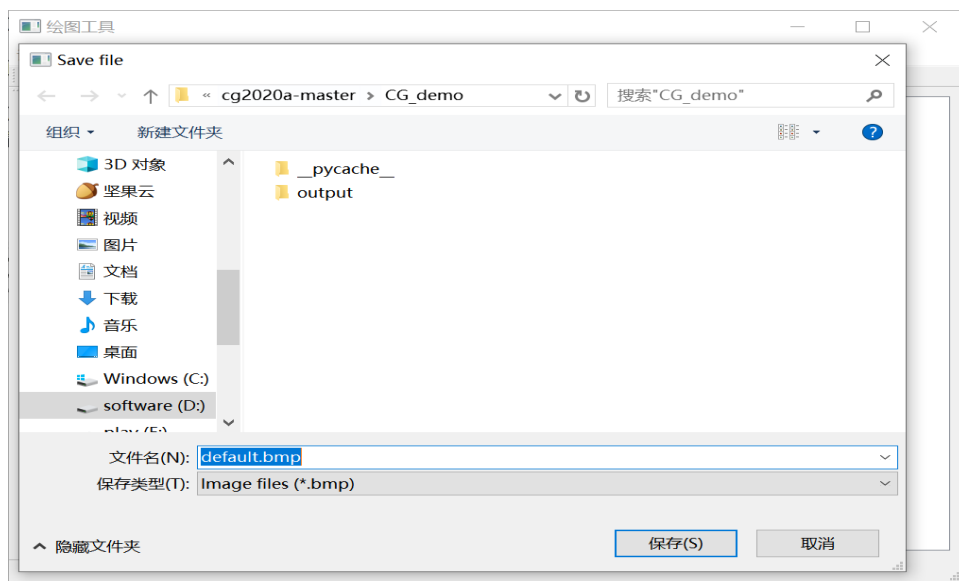 绘图工具
Save file
« cg2020a-master > CG_demo
搜索"CG_demo"
组织
新建文件夹
3D 对象
坚果云
视频
图片
文档
下载
音乐
桌面
Windows (C:)
software (D:)
play (E:)
__pycache__
output
文件名(N): default.bmp
保存类型(T): Image files (*.bmp)
隐藏文件夹
保存(S)
取消